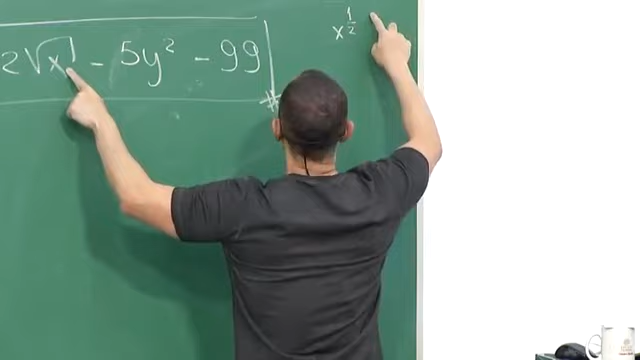 2√x - 5y² - 99
x^{1/2}